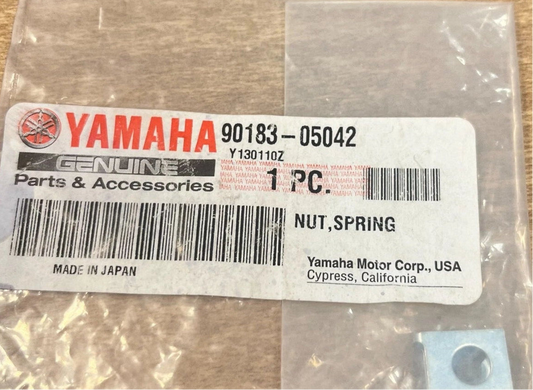 YAMAHA 90183-05042
Y130110Z
GENUINE
Parts & Accessories
1 PC.
NUT,SPRING
MADE IN JAPAN
Yamaha Motor Corp., USA
Cypress, California